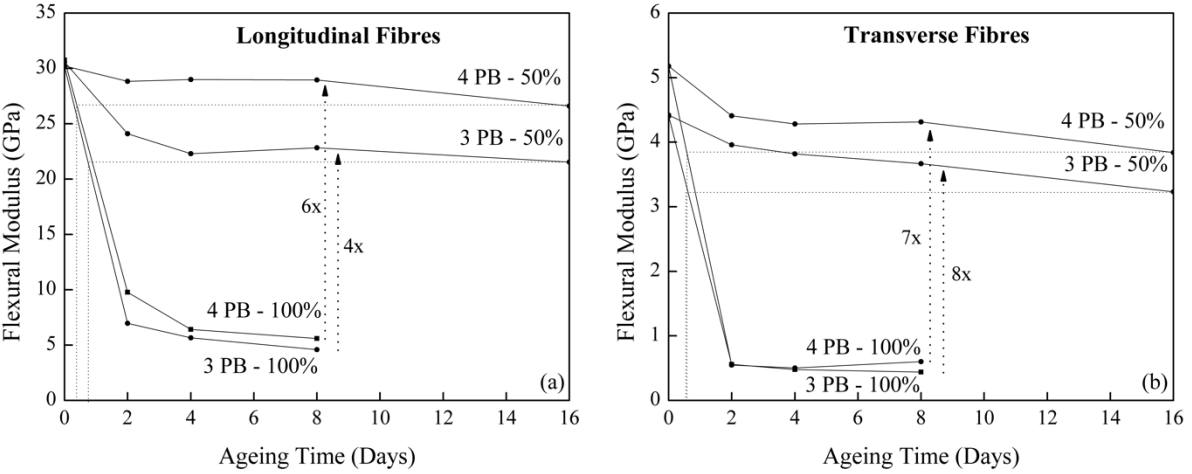 Longitudinal Fibres
Flexural Modulus (GPa)
35
30
25
20
15
10
5
0
4 PB - 50%
3 PB - 50%
6x
4x
4 PB - 100%
3 PB - 100%
(a)
0 2 4 6 8 10 12 14 16
Ageing Time (Days)
Transverse Fibres
Flexural Modulus (GPa)
6
5
4
3
2
1
0
4 PB - 50%
3 PB - 50%
7x
8x
4 PB - 100%
3 PB - 100%
(b)
0 2 4 6 8 10 12 14 16
Ageing Time (Days)